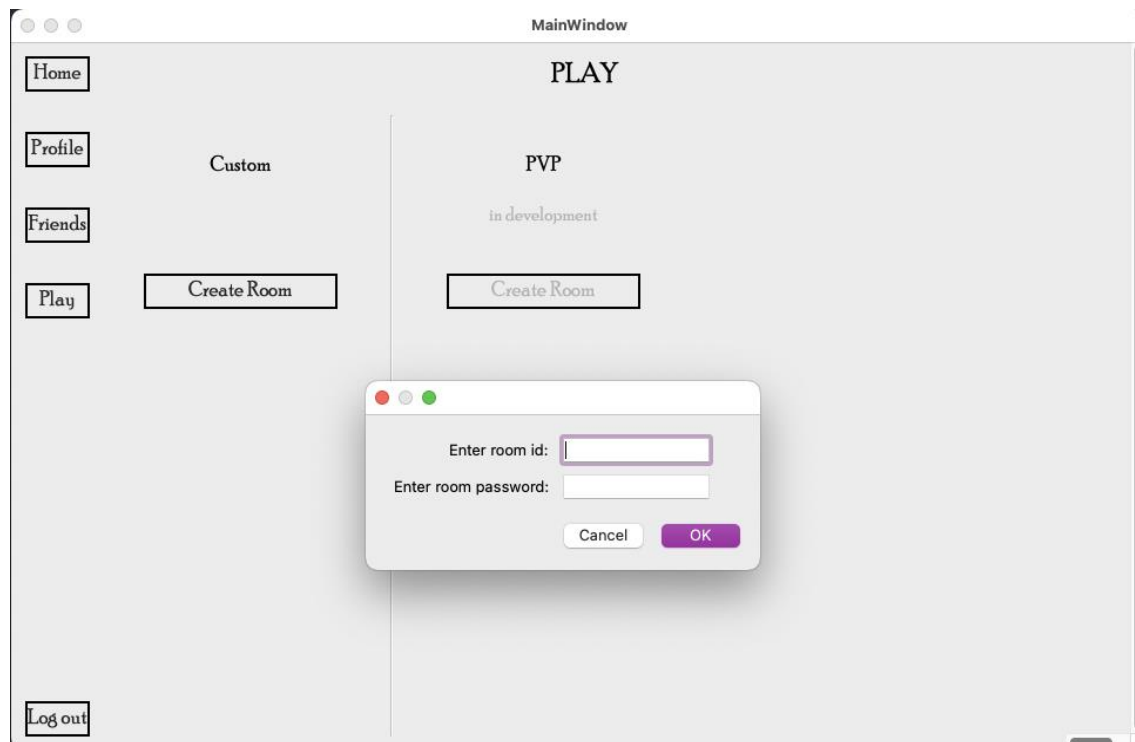 MainWindow
Home
PLAY
Profile
Custom
PVP
Friends
in development
Play
Create Room
Create Room
Enter room id:
Enter room password:
Cancel
OK
Log out